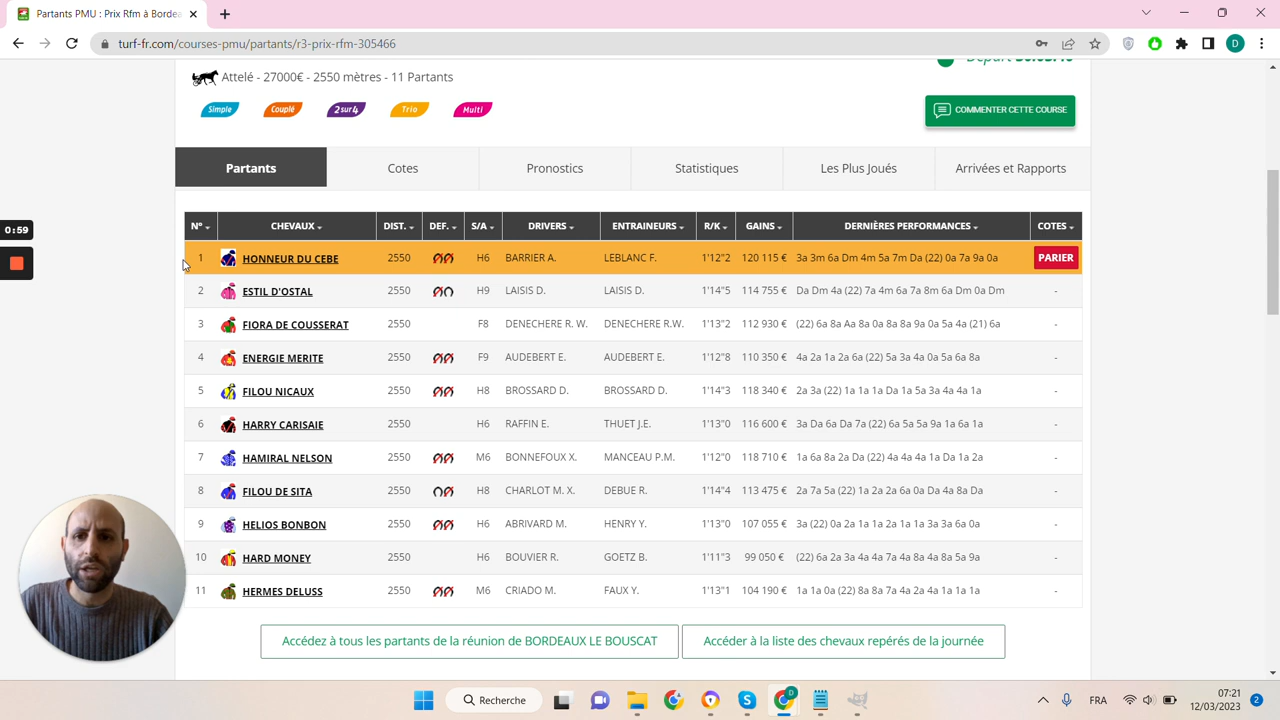 Partants R3 Prix Rfm à Bordea
turf-fr.com/courses-pmu/partants/r3-prix-rfm-305466
D
Attelé - 27000€ - 2550 mètres - 11 Partants
Simple Couplé 2sur4 Trio Multi
COMMENTER CETTE COURSE
Partants Cotes Pronostics Statistiques Les Plus Joués Arrivées et Rapports
0:59
N° CHEVAUX DIST. DEF. S/A DRIVERS ENTRAINEURS R/K GAINS DERNIÈRES PERFORMANCES COTES
1 HONNEUR DU CEBE 2550 H6 BARRIER A. LEBLANC F. 1'12"2 120 115 € 3a 3m 6a Dm 4m 5a 7m Da (22) 0a 7a 9a 0a PARIER
2 ESTIL D'OSTAL 2550 H9 LAISIS D. LAISIS D. 1'14"5 114 755 € Da Dm 4a (22) 7a 4m 6a 7a 8m 6a Dm 0a Dm -
3 FIORA DE COUSSERAT 2550 F8 DENECHERE R. W. DENECHERE R.W. 1'13"2 112 930 € (22) 6a 8a Aa 8a 0a 8a 8a 9a 0a 5a 4a (21) 6a -
4 ENERGIE MERITE 2550 F9 AUDEBERT E. AUDEBERT E. 1'12"8 110 350 € 4a 2a 1a 2a 6a (22) 5a 3a 4a 0a 5a 6a 8a -
5 FILOU NICAUX 2550 H8 BROSSARD D. BROSSARD D. 1'14"3 118 340 € 2a 3a (22) 1a 1a 1a Da 1a 5a 3a 4a 4a 1a -
6 HARRY CARISAIE 2550 H6 RAFFIN E. THUET J.E. 1'13"0 116 600 € 3a Da 6a Da 7a (22) 6a 5a 5a 9a 1a 6a 1a -
7 HAMIRAL NELSON 2550 M6 BONNEFOUX X. MANCEAU P.M. 1'12"0 118 710 € 1a 6a 8a 2a Da (22) 4a 4a 4a 1a Da 1a 2a -
8 FILOU DE SITA 2550 H8 CHARLOT M. X. DEBUE R. 1'14"4 113 475 € 2a 7a 5a (22) 1a 2a 2a 6a 0a Da 4a 8a Da -
9 HELIOS BONBON 2550 H6 ABRIVARD M. HENRY Y. 1'13"0 107 055 € 3a (22) 0a 2a 1a 1a 2a 1a 1a 3a 3a 6a 0a -
10 HARD MONEY 2550 H6 BOUVIER R. GOETZ B. 1'11"3 99 050 € (22) 6a 2a 3a 4a 4a 7a 4a 8a 4a 8a 5a 9a -
11 HERMES DELUSS 2550 M6 CRIADO M. FAUX Y. 1'13"1 104 190 € 1a 1a 0a (22) 8a 8a 7a 4a 2a 4a 1a 1a 1a -
Accédez à tous les partants de la réunion de BORDEAUX LE BOUSCAT Accéder à la liste des chevaux repérés de la journée
Recherche D FRA 07:21
12/03/2023 2